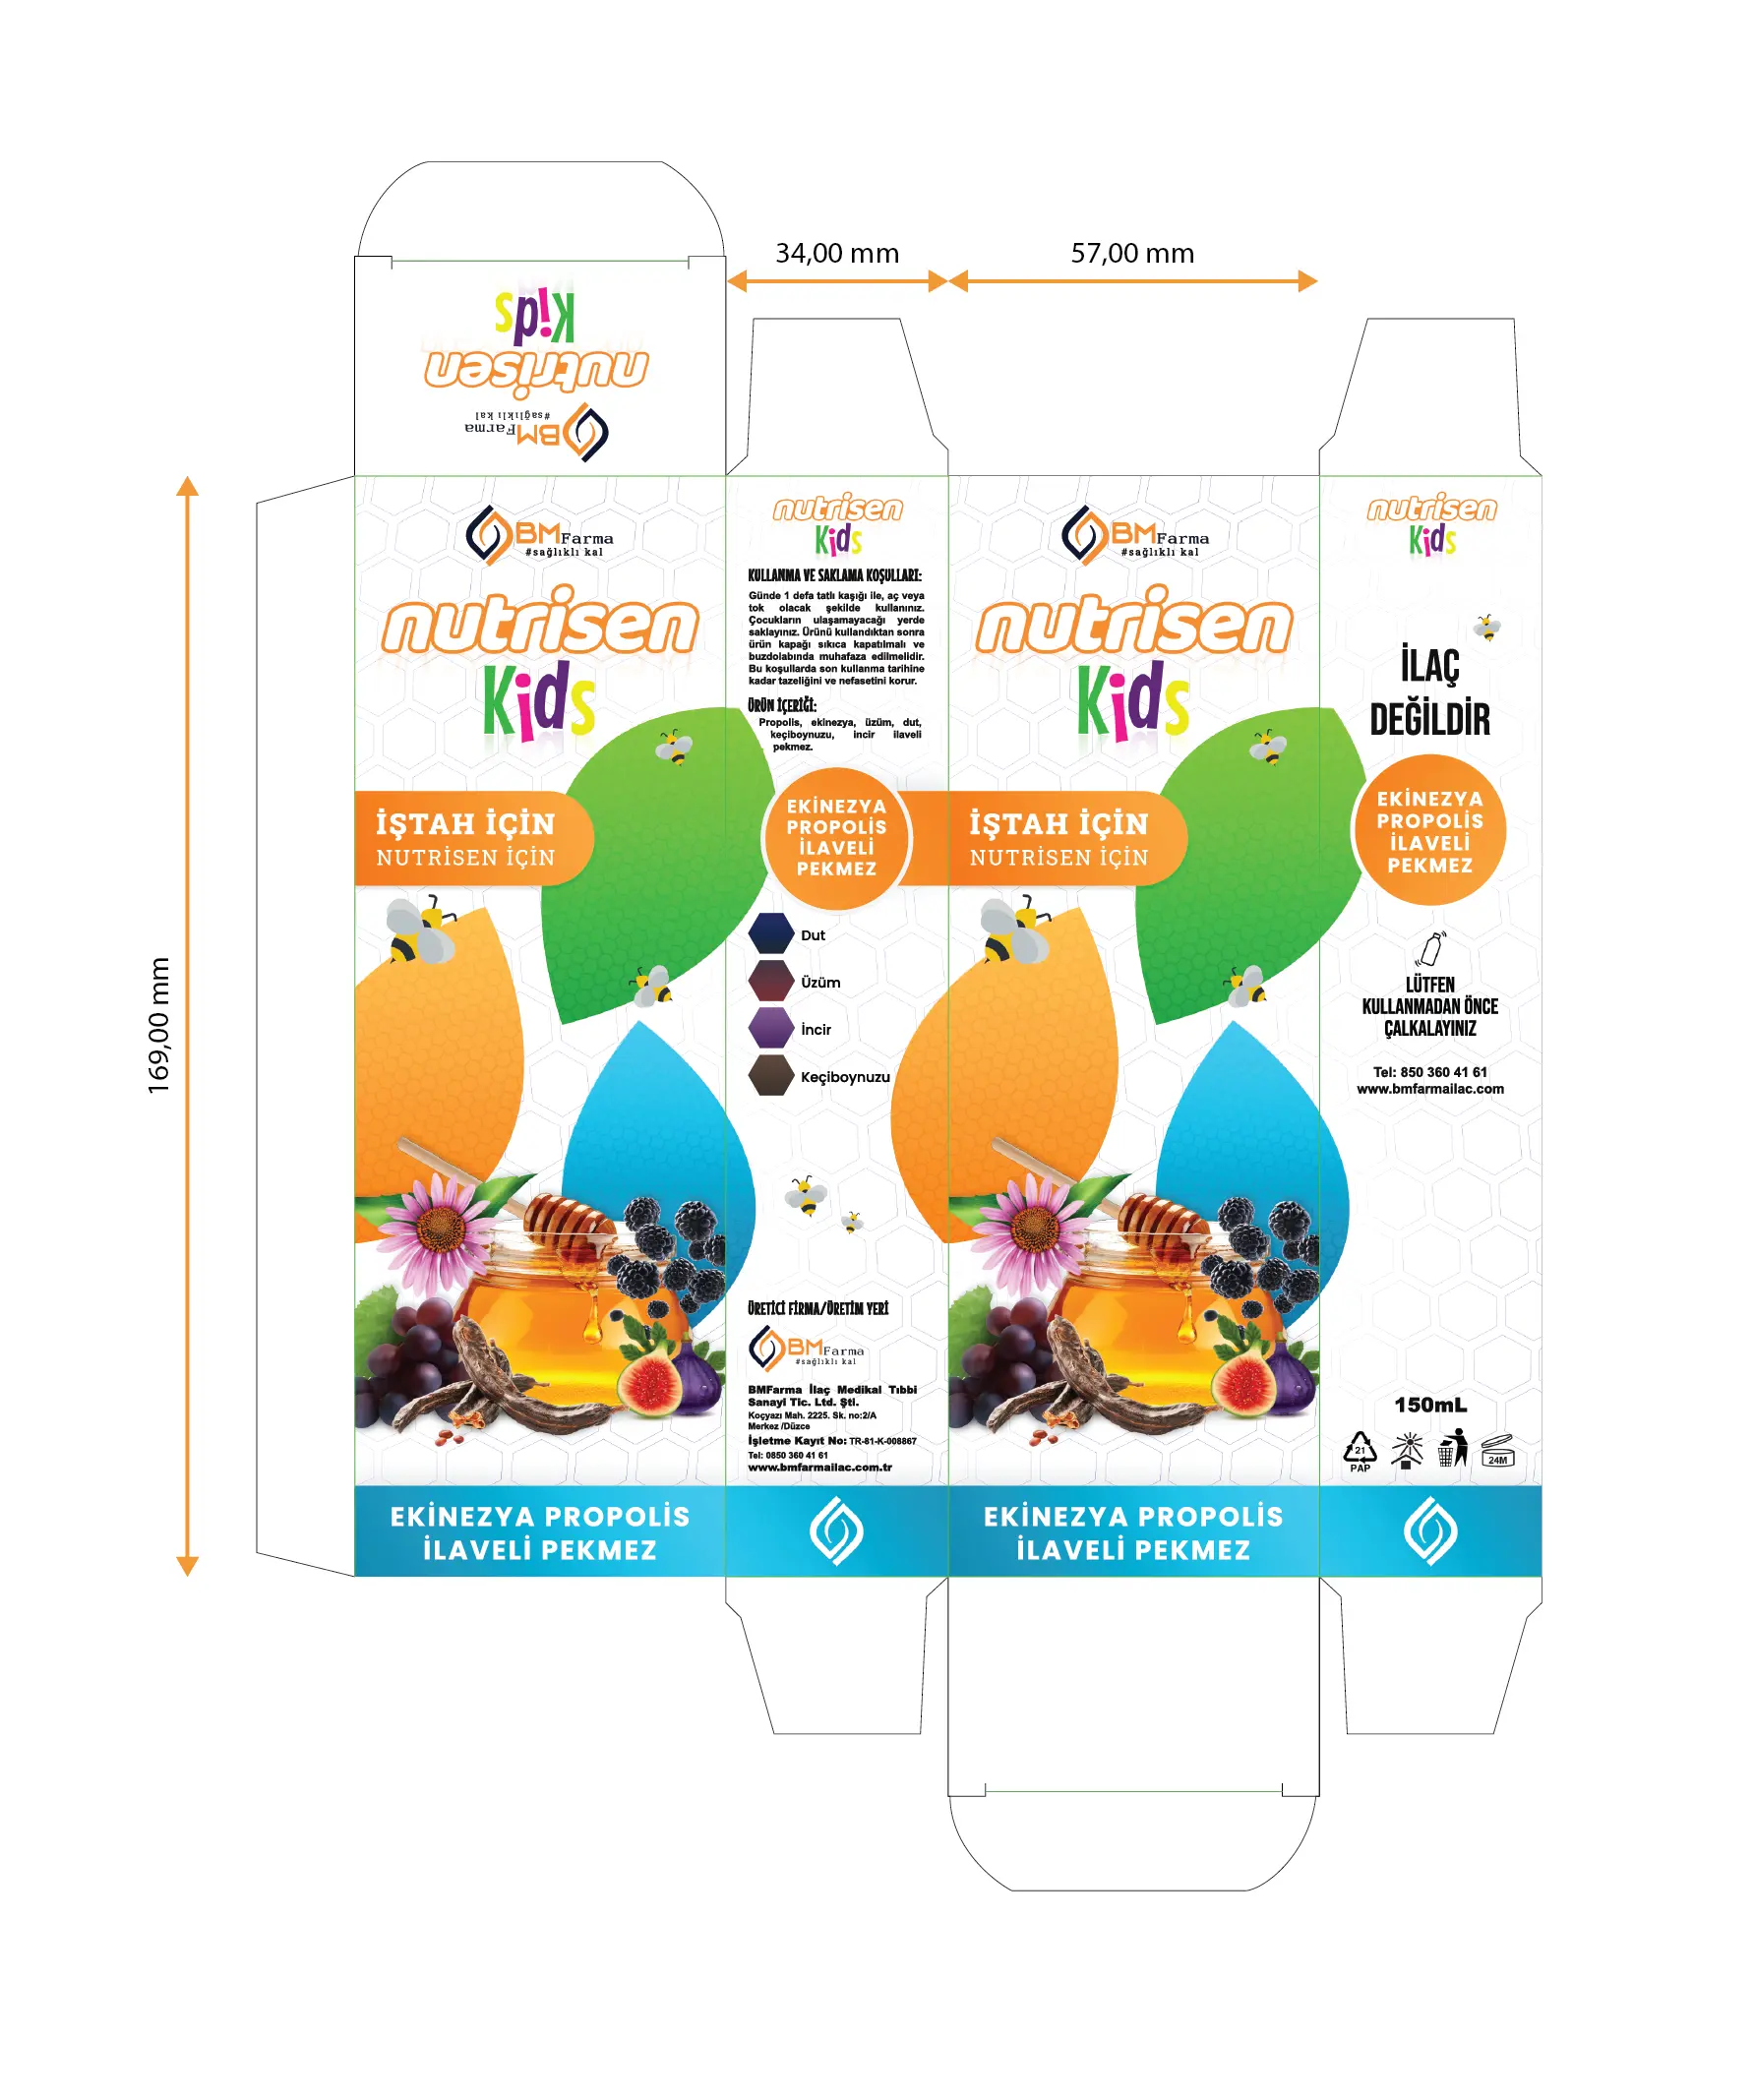 34,00 mm
57,00 mm
169,00 mm
Kids
nutrisen
BMFarma
#sağlıklı kal
BMFarma
#sağlıklı kal
nutrisen
Kids
İŞTAH İÇİN
NUTRİSEN İÇİN
EKİNEZYA PROPOLİS
İLAVELİ PEKMEZ
nutrisen
Kids
KULLANMA VE SAKLAMA KOŞULLARI:
Günde 1 defa tatlı kaşığı ile, aç veya
tok olacak şekilde kullanınız.
Çocukların ulaşamayacağı yerde
saklayınız. Ürünü kullandıktan sonra
ürün kapağı sıkıca kapatılmalı ve
buzdolabında muhafaza edilmelidir.
Bu koşullarda son kullanma tarihine
kadar tazeliğini ve nefasetini korur.
ÜRÜN İÇERİĞİ:
Propolis, ekinezya, üzüm, dut,
keçiboynuzu, incir ilaveli
pekmez.
EKİNEZYA
PROPOLİS
İLAVELİ
PEKMEZ
Dut
Üzüm
İncir
Keçiboynuzu
ÜRETİCİ FİRMA/ÜRETİM YERİ
BMFarma
#sağlıklı kal
BMFarma İlaç Medikal Tıbbi
Sanayi Tic. Ltd. Şti.
Koçyazı Mah. 2225. Sk. no:2/A
Merkez /Düzce
İşletme Kayıt No: TR-81-K-008867
Tel: 0850 360 41 61
www.bmfarmailac.com.tr
BMFarma
#sağlıklı kal
nutrisen
Kids
İŞTAH İÇİN
NUTRİSEN İÇİN
EKİNEZYA PROPOLİS
İLAVELİ PEKMEZ
nutrisen
Kids
İLAÇ
DEĞİLDİR
EKİNEZYA
PROPOLİS
İLAVELİ
PEKMEZ
LÜTFEN
KULLANMADAN ÖNCE
ÇALKALAYINIZ
Tel: 850 360 41 61
www.bmfarmailac.com
150mL
21
PAP
24M